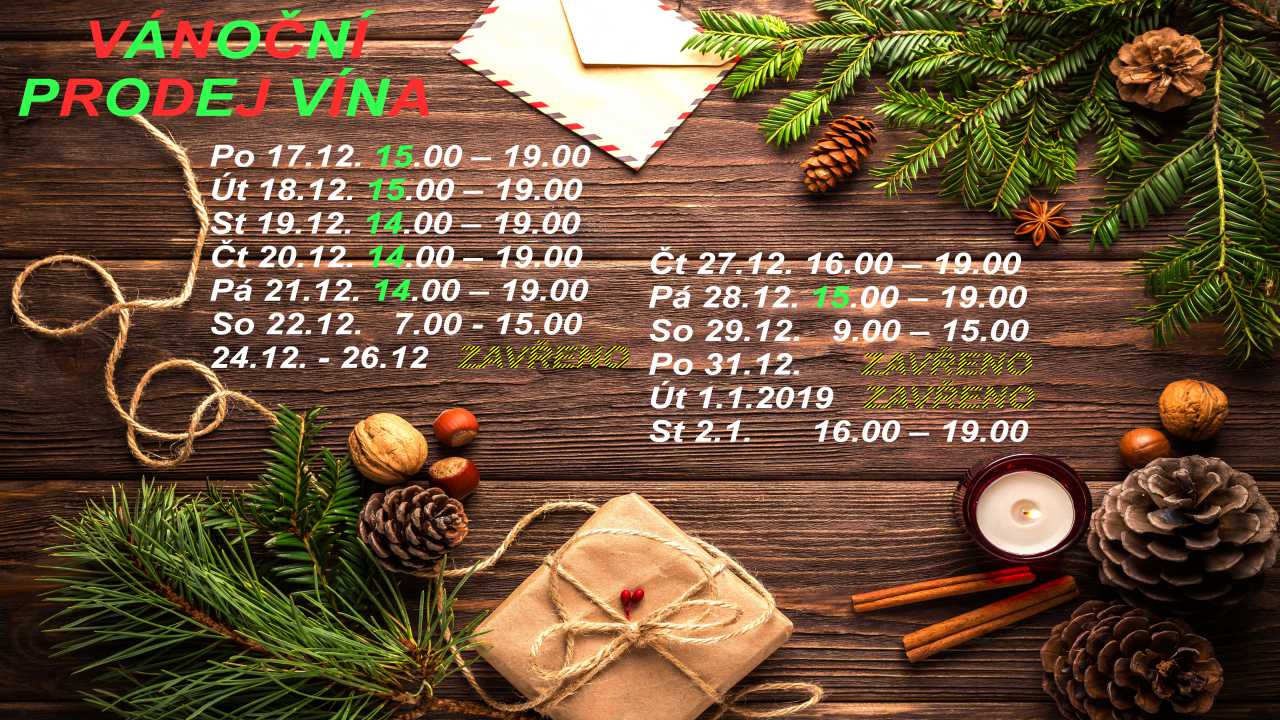 VÁNOČNÍ
PRODEJ VÍNA
Po 17.12. 15.00 – 19.00
Út 18.12. 15.00 – 19.00
St 19.12. 14.00 – 19.00
Čt 20.12. 14.00 – 19.00
Pá 21.12. 14.00 – 19.00
So 22.12. 7.00 - 15.00
24.12. - 26.12 ZAVŘENO
Čt 27.12. 16.00 – 19.00
Pá 28.12. 15.00 – 19.00
So 29.12. 9.00 – 15.00
Po 31.12. ZAVŘENO
Út 1.1.2019 ZAVŘENO
St 2.1. 16.00 – 19.00